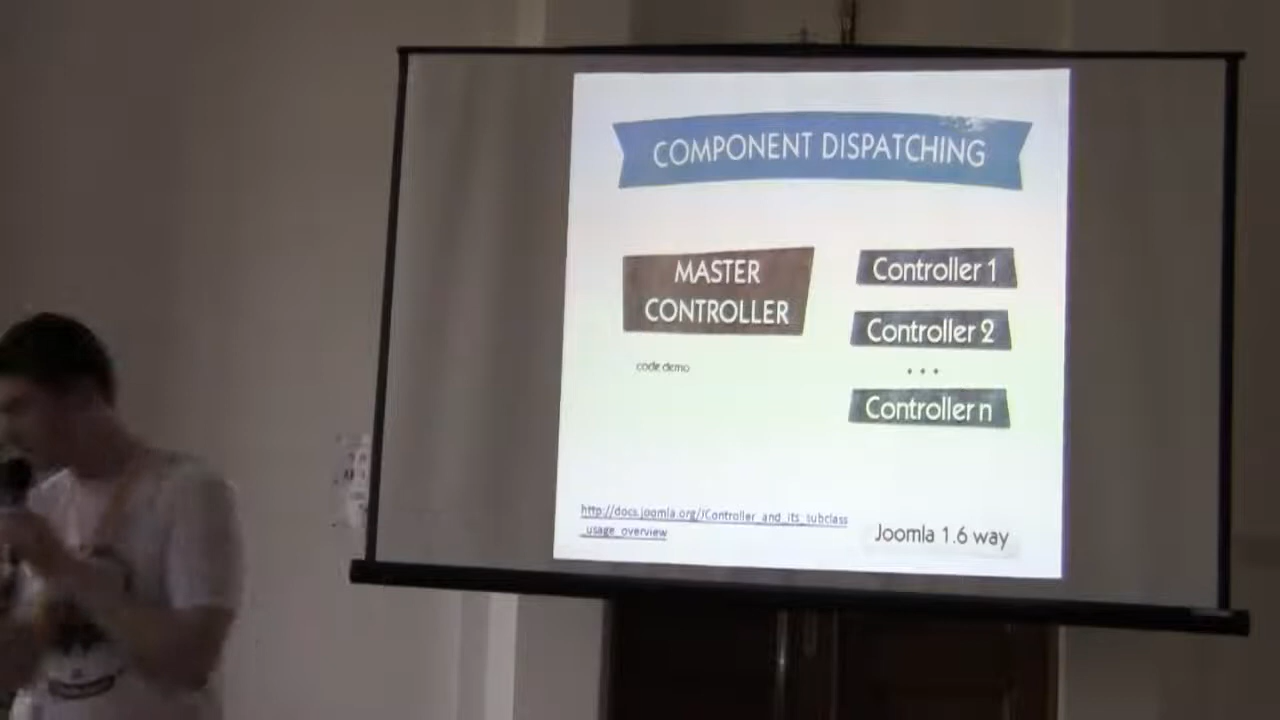 COMPONENT DISPATCHING
MASTER
CONTROLLER
code demo
Controller 1
Controller 2
...
Controller n
http://docs.joomla.org/JController_and_its_subclass
_usage_overview
Joomla 1.6 way